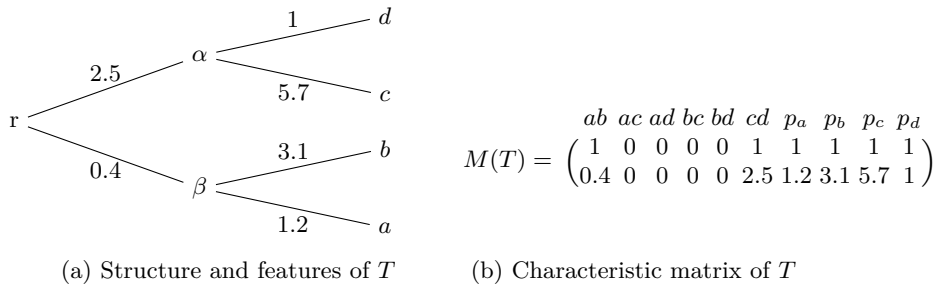 1
d
α
2.5
5.7
c
r
ab ac ad bc bd cd p_a p_b p_c p_d
M(T) = ( 1 0 0 0 0 1 1 1 1 1
0.4 0 0 0 0 2.5 1.2 3.1 5.7 1 )
3.1
b
0.4
β
1.2
a
(a) Structure and features of T
(b) Characteristic matrix of T